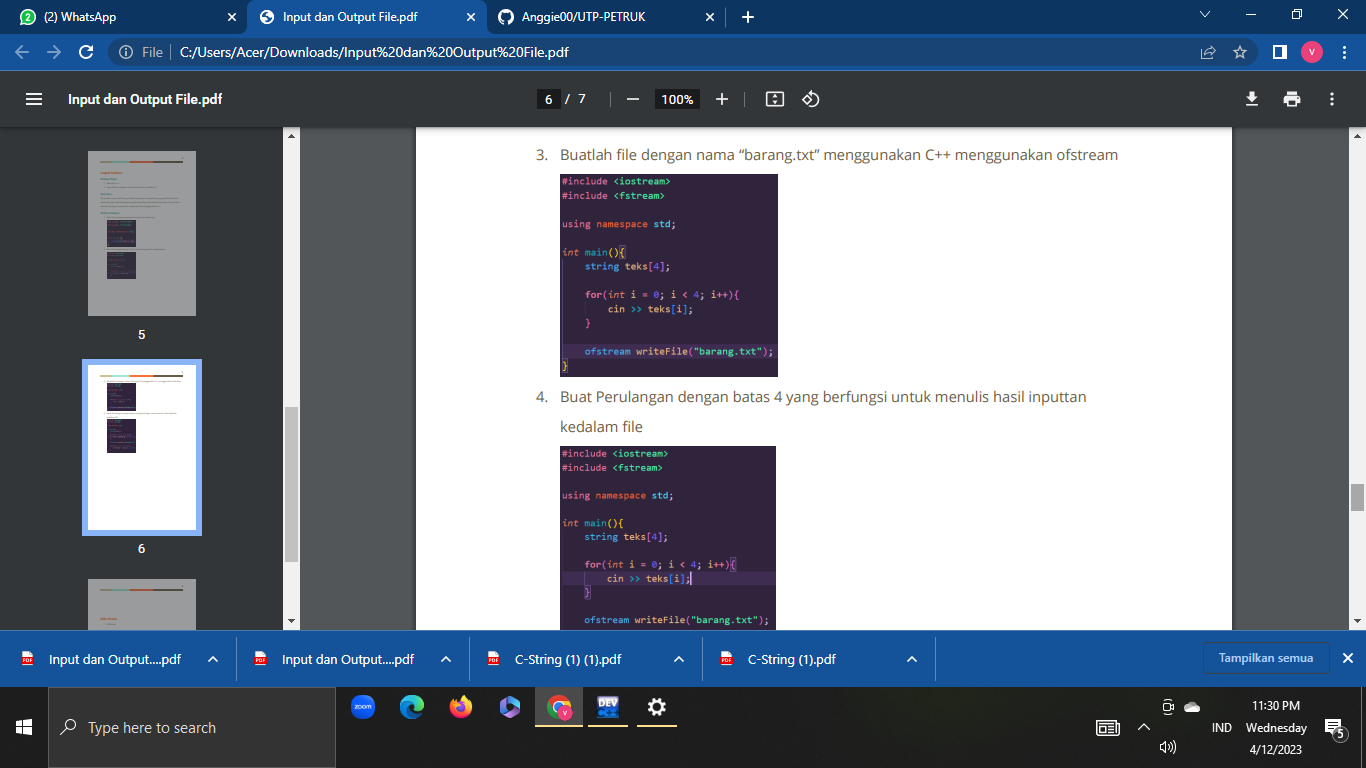 (2) WhatsApp
Input dan Output File.pdf
Anggie00/UTP-PETRUK
File
C:/Users/Acer/Downloads/Input%20dan%20Output%20File.pdf
V
Input dan Output File.pdf
6 / 7
100%
5
6
3. Buatlah file dengan nama “barang.txt” menggunakan C++ menggunakan ofstream
#include <iostream>
#include <fstream>
using namespace std;
int main(){
string teks[4];
for(int i = 0; i < 4; i++){
cin >> teks[i];
}
ofstream writeFile("barang.txt");
}
4. Buat Perulangan dengan batas 4 yang berfungsi untuk menulis hasil inputtan
kedalam file
#include <iostream>
#include <fstream>
using namespace std;
int main(){
string teks[4];
for(int i = 0; i < 4; i++){
cin >> teks[i];
}
ofstream writeFile("barang.txt");
Input dan Output....pdf
Input dan Output....pdf
C-String (1) (1).pdf
C-String (1).pdf
Tampilkan semua
Type here to search
zoom
V
DEV
C++
IND
11:30 PM
Wednesday
4/12/2023
5